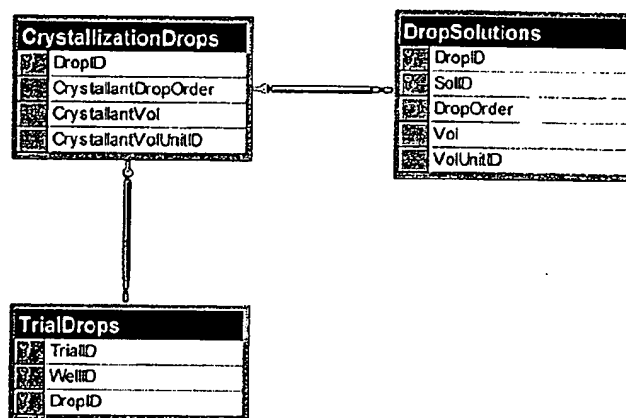 CrystallizationDrops
DropID
CrystallantDropOrder
CrystallantVol
CrystallantVolUnitID
DropSolutions
DropID
SolID
DropOrder
Vol
VolUnitID
TrialDrops
TrialID
WellID
DropID